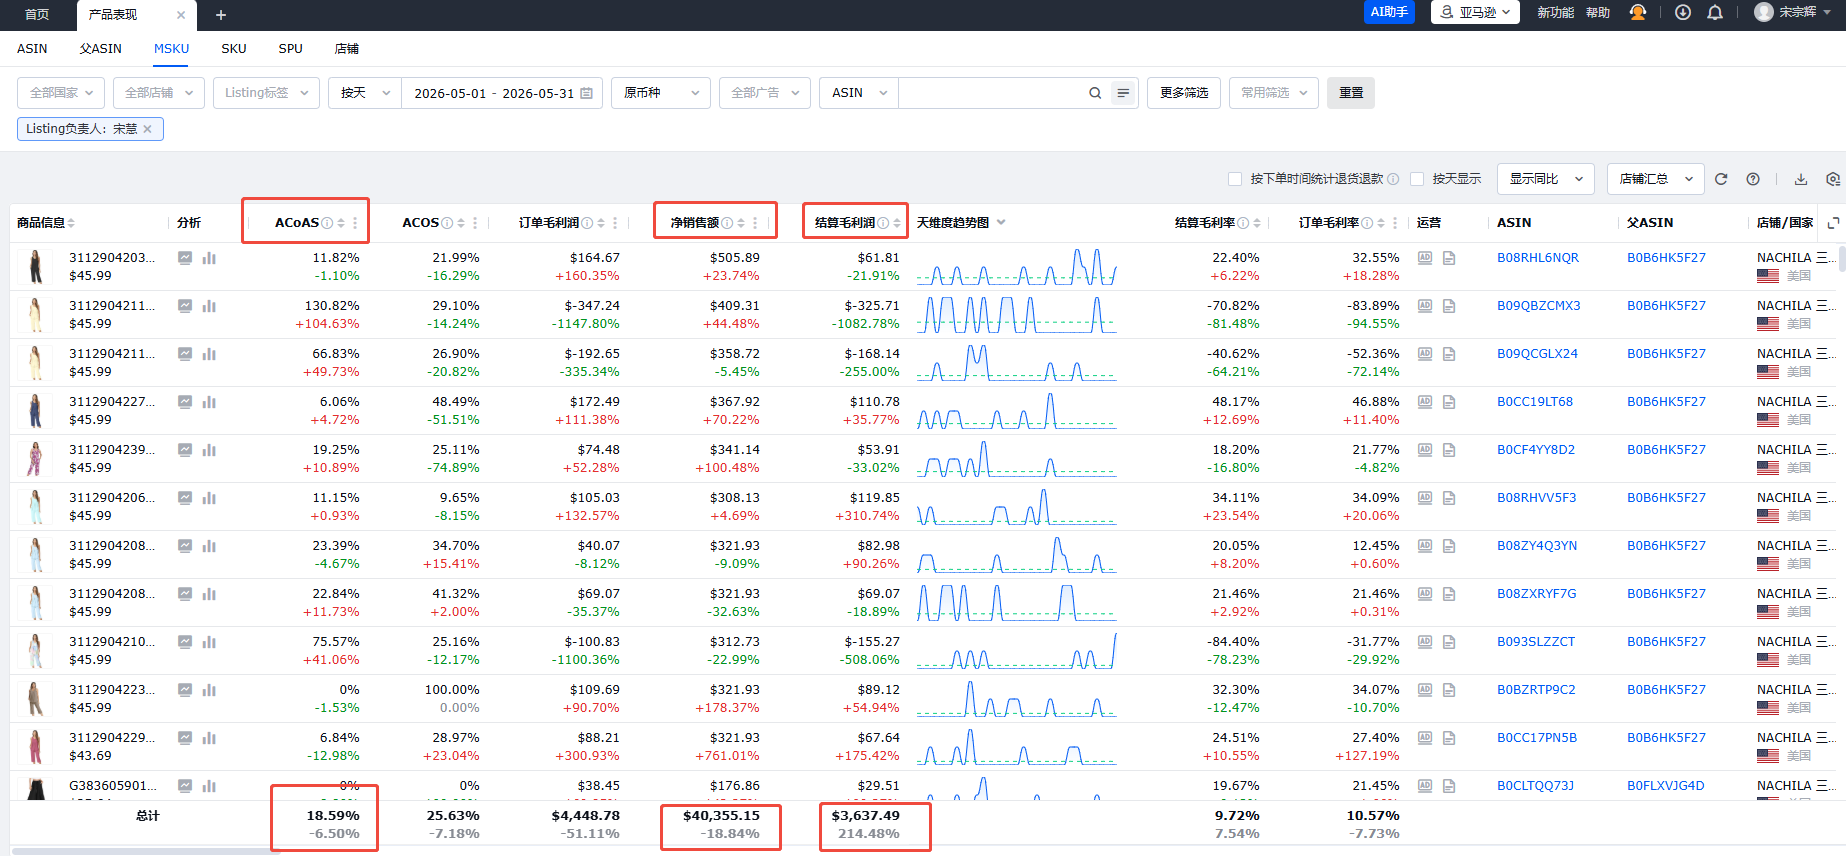 首页 产品表现 × + AI助手 亚马逊 新功能 帮助 宋宗辉
ASIN 父ASIN MSKU SKU SPU 店铺
全部国家 全部店铺 Listing标签 按天 2026-05-01 - 2026-05-31 原币种 全部广告 ASIN 更多筛选 常用筛选 重置
Listing负责人：宋慧 ×
按下单时间统计退货退款 按天显示 显示同比 店铺汇总
商品信息 分析 ACoAS ACOS 订单毛利润 净销售额 结算毛利润 天维度趋势图 结算毛利率 订单毛利率 运营 ASIN 父ASIN 店铺/国家
3112904203... 11.82% 21.99% $164.67 $505.89 $61.81 22.40% 32.55% AD B08RHL6NQR B0B6HK5F27 NACHILA 三...
$45.99 -1.10% -16.29% +160.35% +23.74% -21.91% +6.22% +18.28% 美国
3112904211... 130.82% 29.10% $-347.24 $409.31 $-325.71 -70.82% -83.89% AD B09QBZCMX3 B0B6HK5F27 NACHILA 三...
$45.99 +104.63% -14.24% -1147.80% +44.48% -1082.78% -81.48% -94.55% 美国
3112904211... 66.83% 26.90% $-192.65 $358.72 $-168.14 -40.62% -52.36% AD B09QCGLX24 B0B6HK5F27 NACHILA 三...
$45.99 +49.73% -20.82% -335.34% -5.45% -255.00% -64.21% -72.14% 美国
3112904227... 6.06% 48.49% $172.49 $367.92 $110.78 48.17% 46.88% AD B0CC19LT68 B0B6HK5F27 NACHILA 三...
$45.99 +4.72% -51.51% +111.38% +70.22% +35.77% +12.69% +11.40% 美国
3112904239... 19.25% 25.11% $74.48 $341.14 $53.91 18.20% 21.77% AD B0CF4YY8D2 B0B6HK5F27 NACHILA 三...
$45.99 +10.89% -74.89% +52.28% +100.48% -33.02% -16.80% -4.82% 美国
3112904206... 11.15% 9.65% $105.03 $308.13 $119.85 34.11% 34.09% AD B08RHVV5F3 B0B6HK5F27 NACHILA 三...
$45.99 +0.93% -8.15% +132.57% +4.69% +310.74% +23.54% +20.06% 美国
3112904208... 23.39% 34.70% $40.07 $321.93 $82.98 20.05% 12.45% AD B08ZY4Q3YN B0B6HK5F27 NACHILA 三...
$45.99 -4.67% +15.41% -8.12% -9.09% +90.26% +8.20% +0.60% 美国
3112904208... 22.84% 41.32% $69.07 $321.93 $69.07 21.46% 21.46% AD B08ZXRYF7G B0B6HK5F27 NACHILA 三...
$45.99 +11.73% +2.00% -35.37% -32.63% -18.89% +2.92% +0.31% 美国
3112904210... 75.57% 25.16% $-100.83 $312.73 $-155.27 -84.40% -31.77% AD B093SLZZCT B0B6HK5F27 NACHILA 三...
$45.99 +41.06% -12.17% -1100.36% -22.99% -508.06% -78.23% -29.92% 美国
3112904223... 0% 100.00% $109.69 $321.93 $89.12 32.30% 34.07% AD B0BZRTP9C2 B0B6HK5F27 NACHILA 三...
$45.99 -1.53% 0.00% +90.70% +178.37% +54.94% -12.47% -10.70% 美国
3112904229... 6.84% 28.97% $88.21 $321.93 $67.64 24.51% 27.40% AD B0CC17PN5B B0B6HK5F27 NACHILA 三...
$43.69 -12.98% +23.04% +300.93% +761.01% +175.42% +10.55% +127.19% 美国
G383605901... 0% 0% $38.45 $176.86 $29.51 19.67% 21.45% AD B0CLTQQ73J B0FLXVJG4D NACHILA 三...
总计 18.59% 25.63% $4,448.78 $40,355.15 $3,637.49 9.72% 10.57%
-6.50% -7.18% -51.11% -18.84% 214.48% 7.54% -7.73%